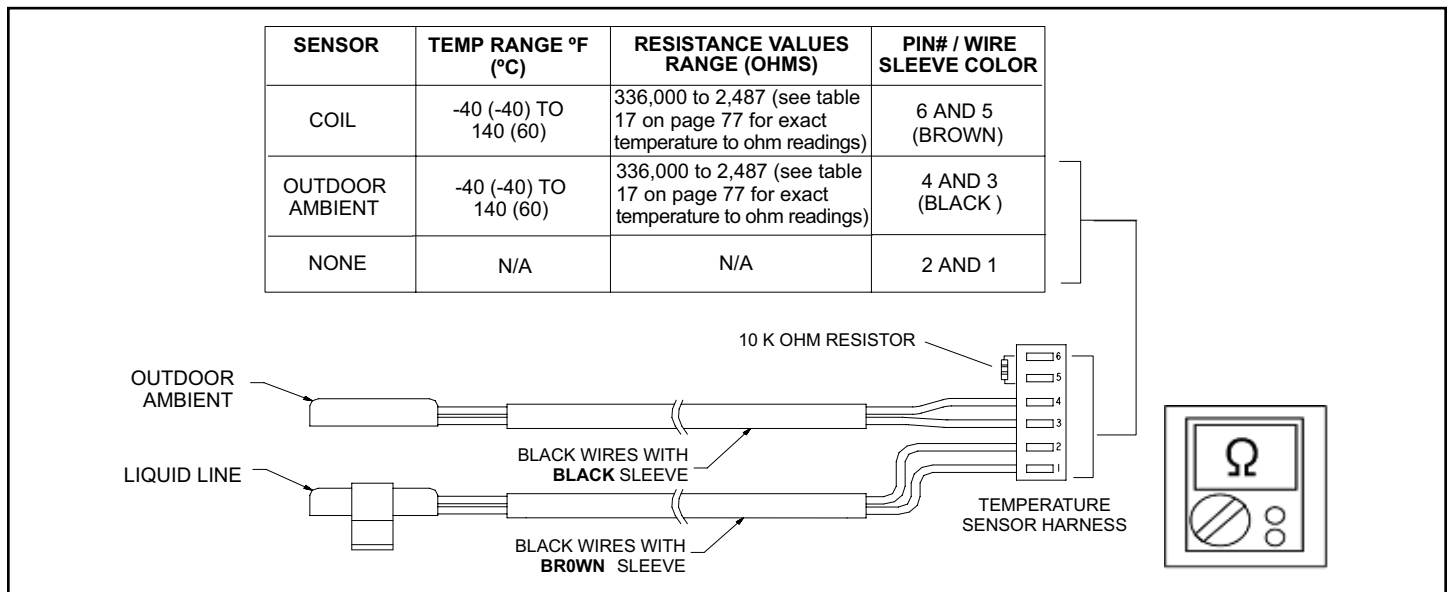 SENSOR
TEMP RANGE ºF
(ºC)
RESISTANCE VALUES
RANGE (OHMS)
PIN# / WIRE
SLEEVE COLOR
COIL
-40 (-40) TO
140 (60)
336,000 to 2,487 (see table
17 on page 77 for exact
temperature to ohm readings)
6 AND 5
(BROWN)
OUTDOOR
AMBIENT
-40 (-40) TO
140 (60)
336,000 to 2,487 (see table
17 on page 77 for exact
temperature to ohm readings)
4 AND 3
(BLACK )
NONE
N/A
N/A
2 AND 1
10 K OHM RESISTOR
6
5
4
3
2
1
OUTDOOR
AMBIENT
BLACK WIRES WITH
BLACK SLEEVE
LIQUID LINE
BLACK WIRES WITH
BR0WN SLEEVE
TEMPERATURE
SENSOR HARNESS
Ω